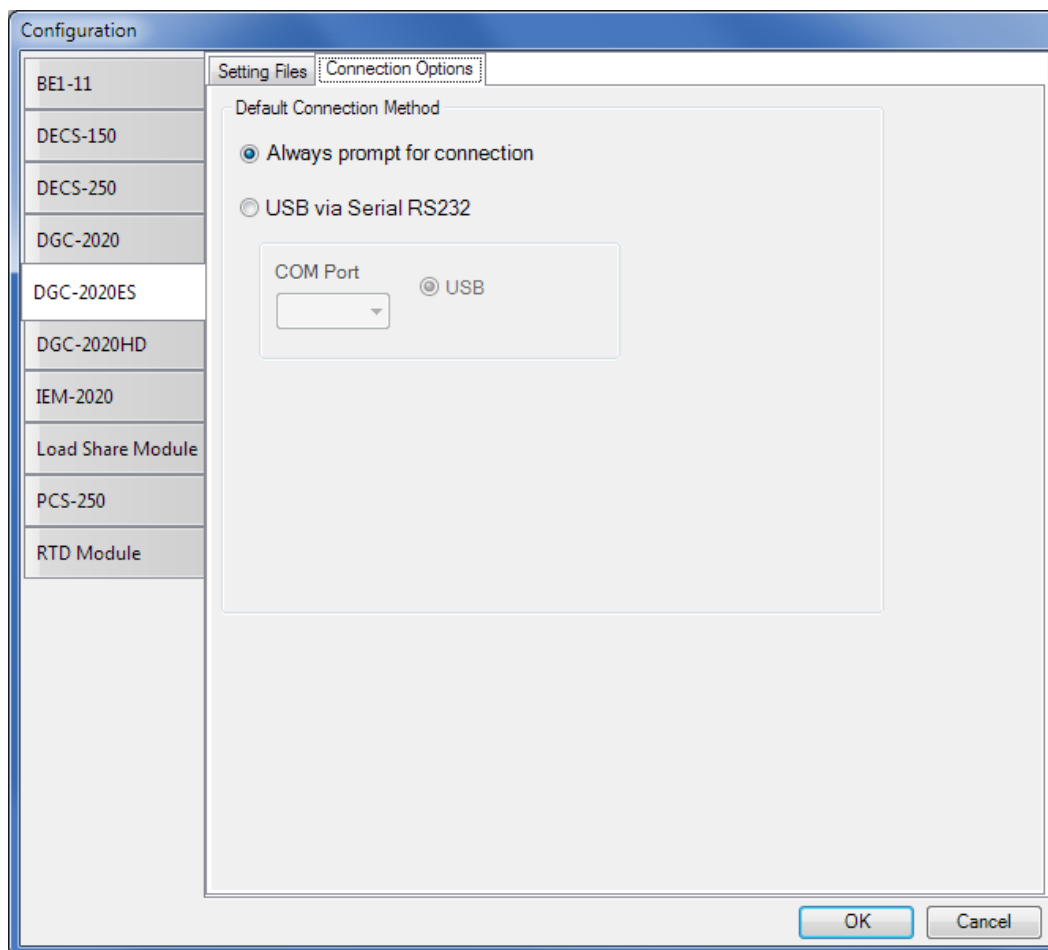 Configuration
BE1-11
DECS-150
DECS-250
DGC-2020
DGC-2020ES
DGC-2020HD
IEM-2020
Load Share Module
PCS-250
RTD Module
Setting Files
Connection Options
Default Connection Method
Always prompt for connection
USB via Serial RS232
COM Port
USB
OK
Cancel